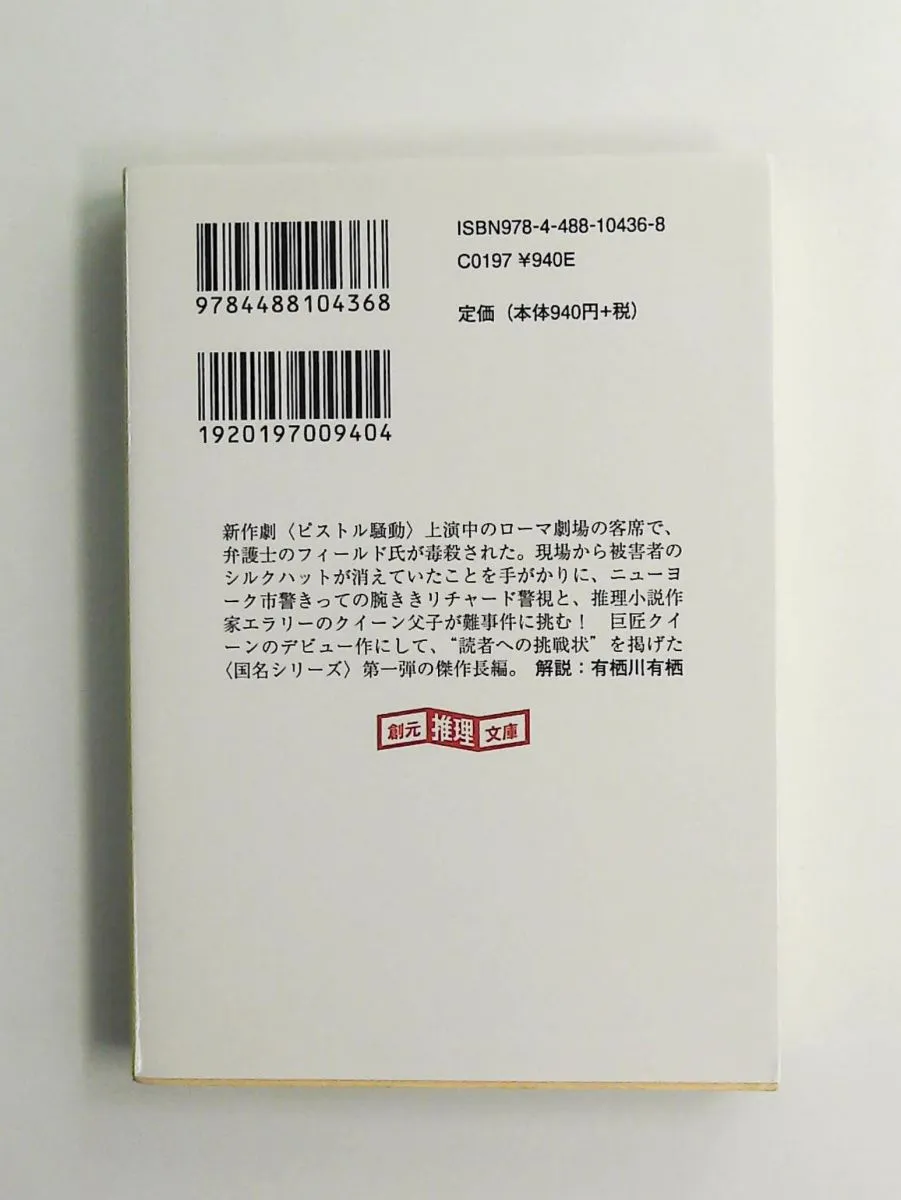 ISBN978-4-488-10436-8
C0197 ¥940E
定価（本体940円+税）
9784488104368
1920197009404
新作劇〈ピストル騒動〉上演中のローマ劇場の客席で、
弁護士のフィールド氏が毒殺された。現場から被害者の
シルクハットが消えていたことを手がかりに、ニューヨ
ーク市警きっての腕ききリチャード警視と、推理小説作
家エラリーのクイーン父子が難事件に挑む！　巨匠クイ
ーンのデビュー作にして、“読者への挑戦状”を掲げた
〈国名シリーズ〉第一弾の傑作長編。 解説：有栖川有栖
創元推理文庫